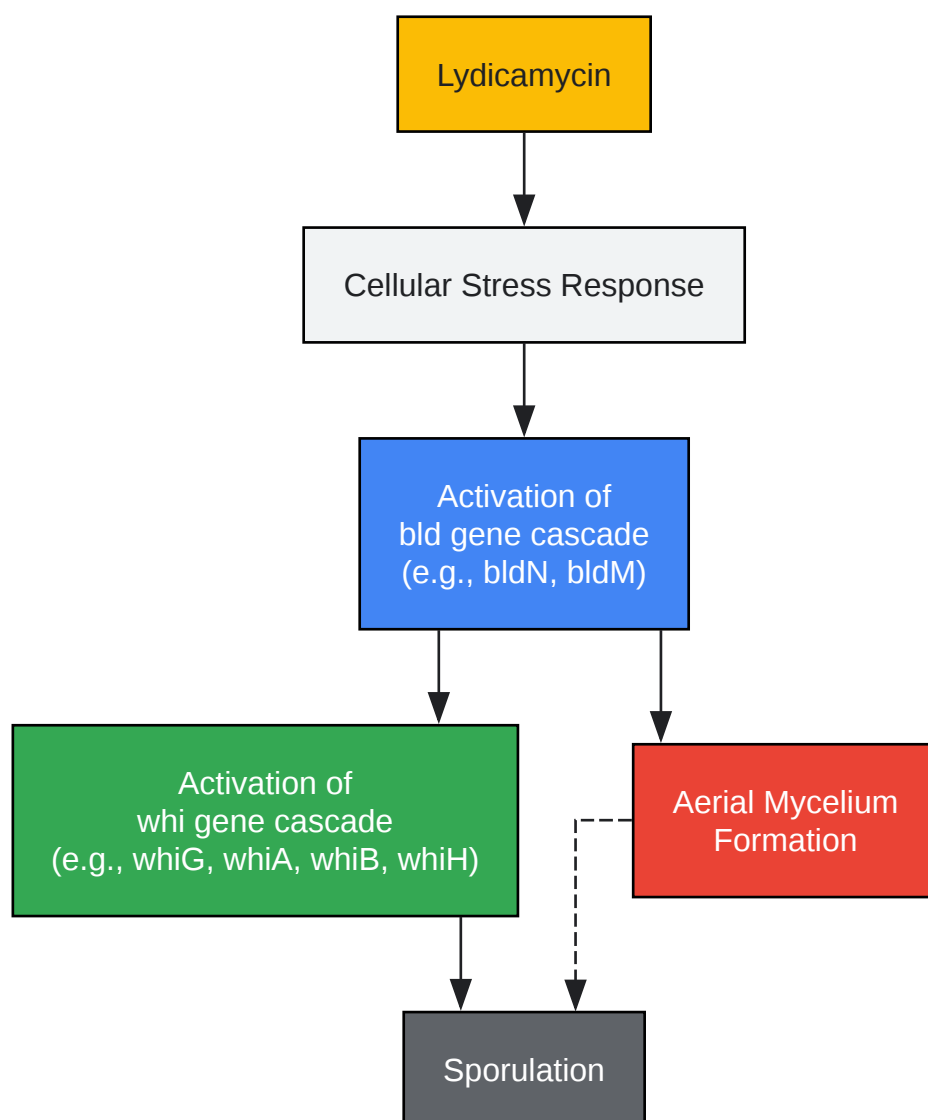 Lydicamycin
Cellular Stress Response
Activation of
bld gene cascade
(e.g., bldN, bldM)
Activation of
whi gene cascade
(e.g., whiG, whiA, whiB, whiH)
Aerial Mycelium
Formation
Sporulation